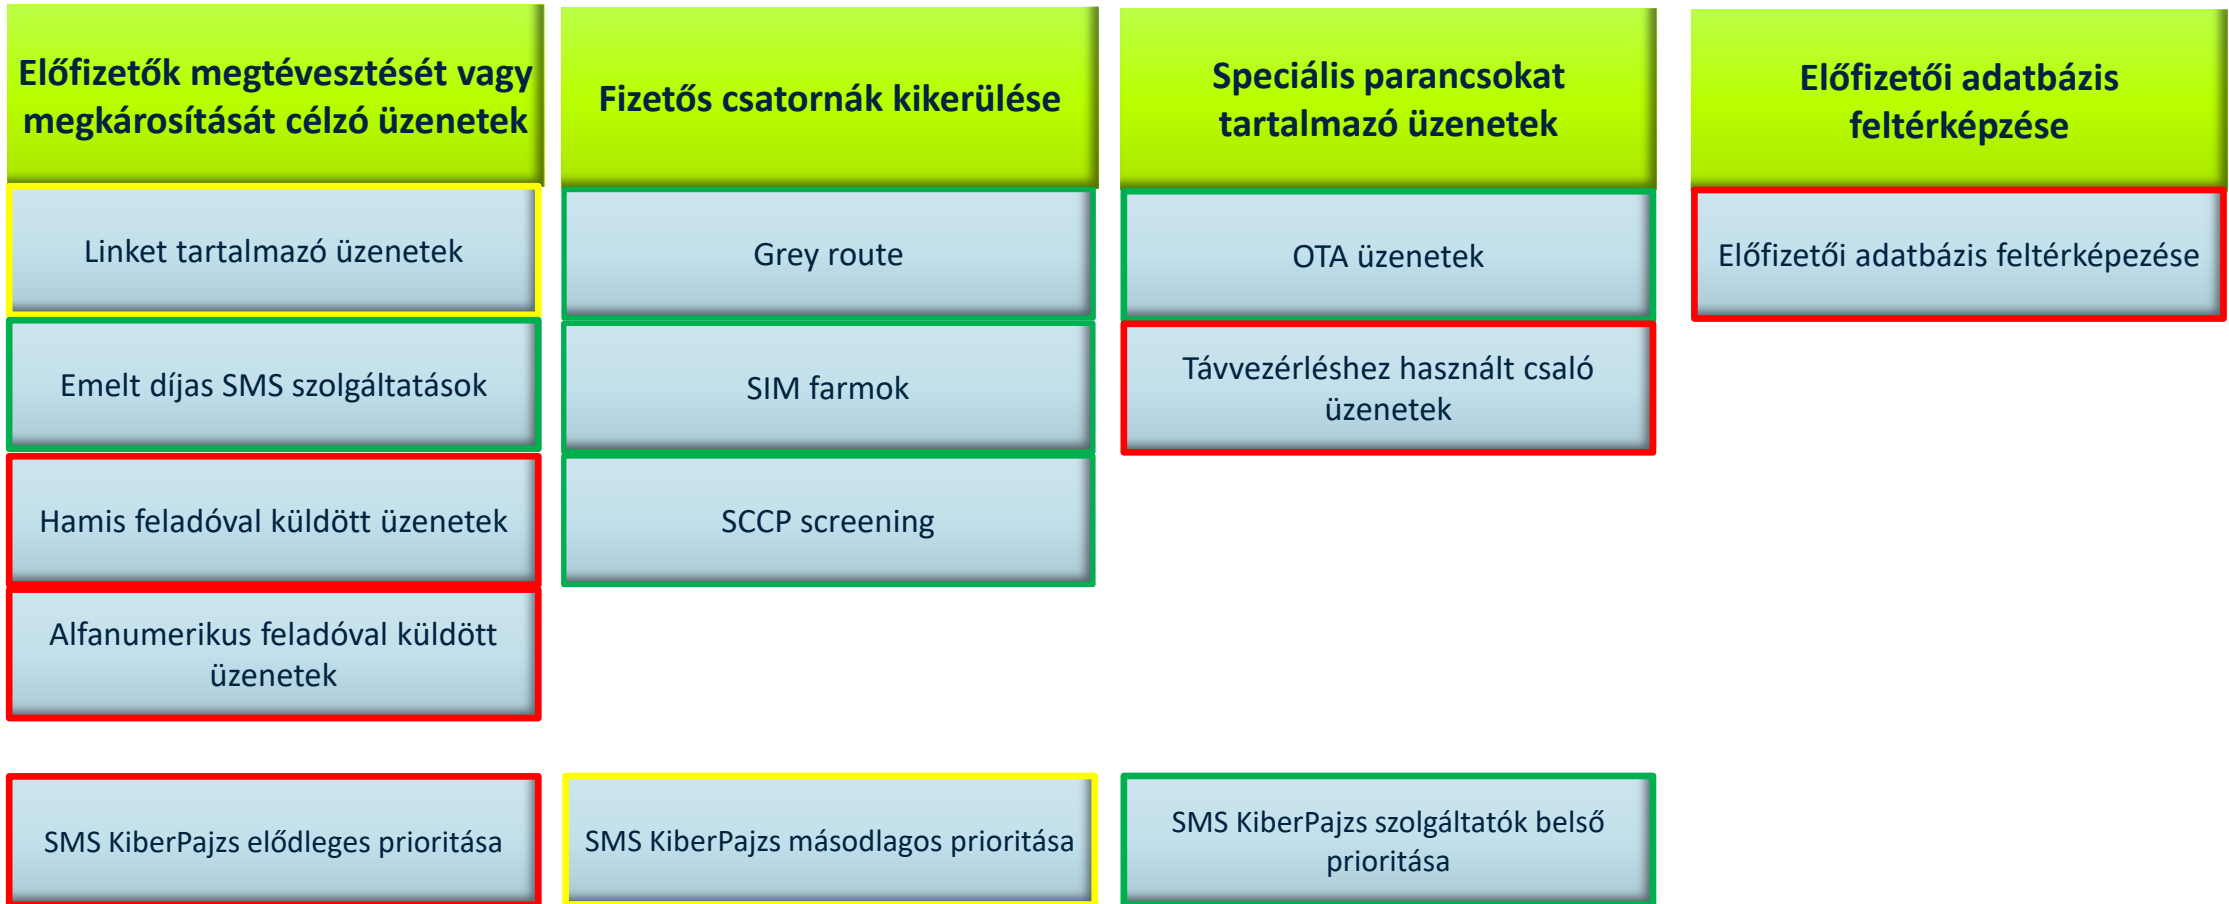 Előfizetők megtévesztését vagy
megkárosítását célzó üzenetek
Linket tartalmazó üzenetek
Emelt díjas SMS szolgáltatások
Hamis feladóval küldött üzenetek
Alfanumerikus feladóval küldött
üzenetek
Fizetős csatornák kikerülése
Grey route
SIM farmok
SCCP screening
Speciális parancsokat
tartalmazó üzenetek
OTA üzenetek
Távvezérléshez használt csaló
üzenetek
Előfizetői adatbázis
feltérképzése
Előfizetői adatbázis feltérképezése
SMS KiberPajzs elődleges prioritása
SMS KiberPajzs másodlagos prioritása
SMS KiberPajzs szolgáltatók belső
prioritása